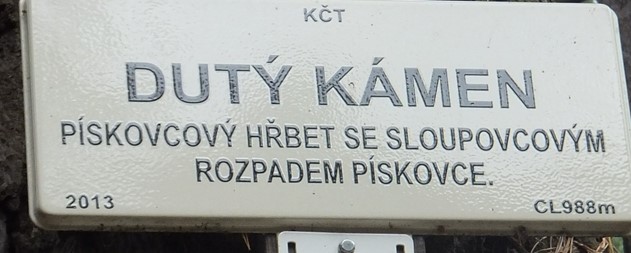 KČT
DUTÝ KÁMEN
PÍSKOVCOVÝ HŘBET SE SLOUPOVCOVÝM
ROZPADEM PÍSKOVCE.
2013 CL988m